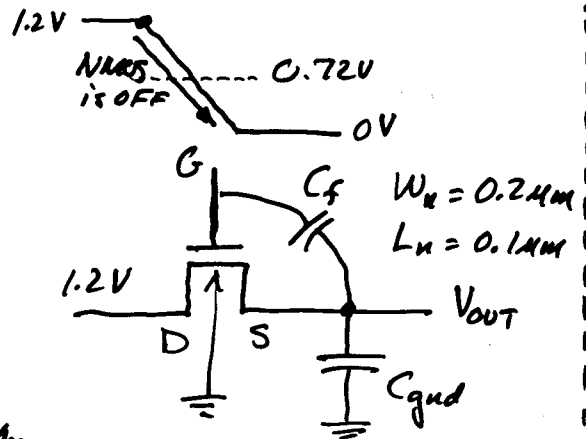 1.2V
NMOS
is OFF
0.72V
0V
G
Cf
Wn = 0.2μm
Ln = 0.1μm
1.2V
D
S
VOUT
Cgnd